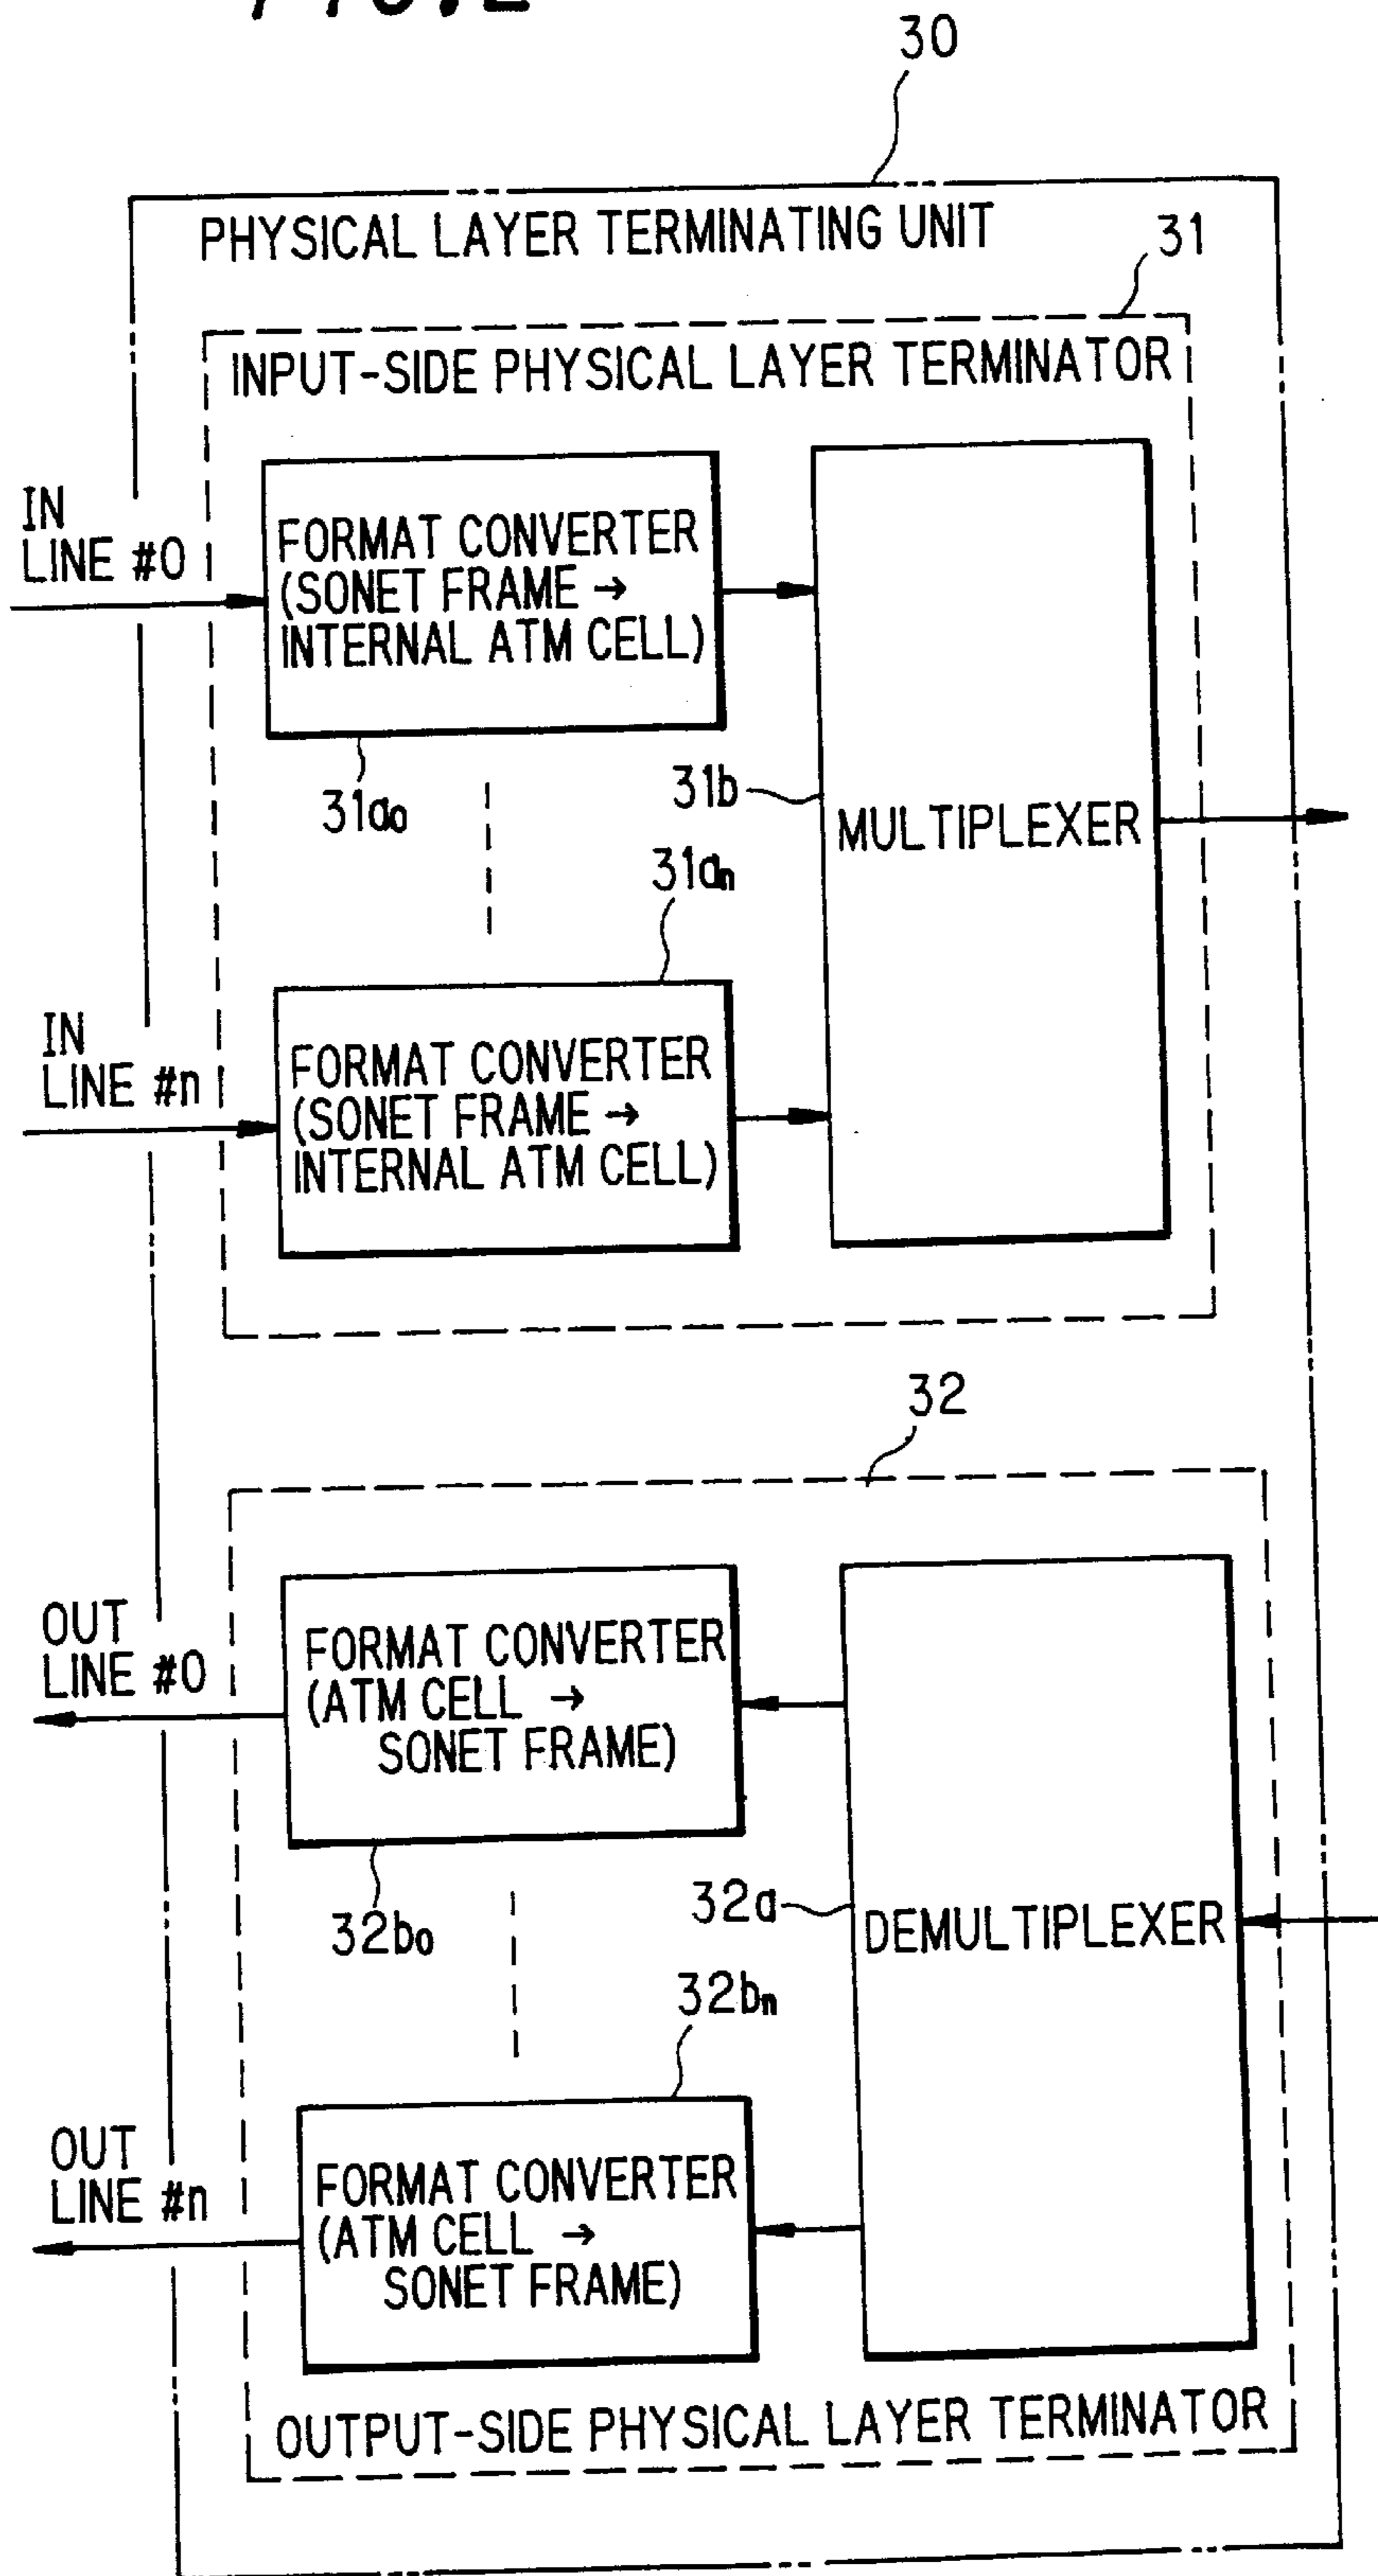 FIG.2
30
PHYSICAL LAYER TERMINATING UNIT
31
INPUT-SIDE PHYSICAL LAYER TERMINATOR
IN
LINE #0
FORMAT CONVERTER
(SONET FRAME →
INTERNAL ATM CELL)
31a0
31b
MULTIPLEXER
31an
IN
LINE #n
FORMAT CONVERTER
(SONET FRAME →
INTERNAL ATM CELL)
32
OUT
LINE #0
FORMAT CONVERTER
(ATM CELL →
SONET FRAME)
32b0
32a
DEMULTIPLEXER
32bn
OUT
LINE #n
FORMAT CONVERTER
(ATM CELL →
SONET FRAME)
OUTPUT-SIDE PHYSICAL LAYER TERMINATOR